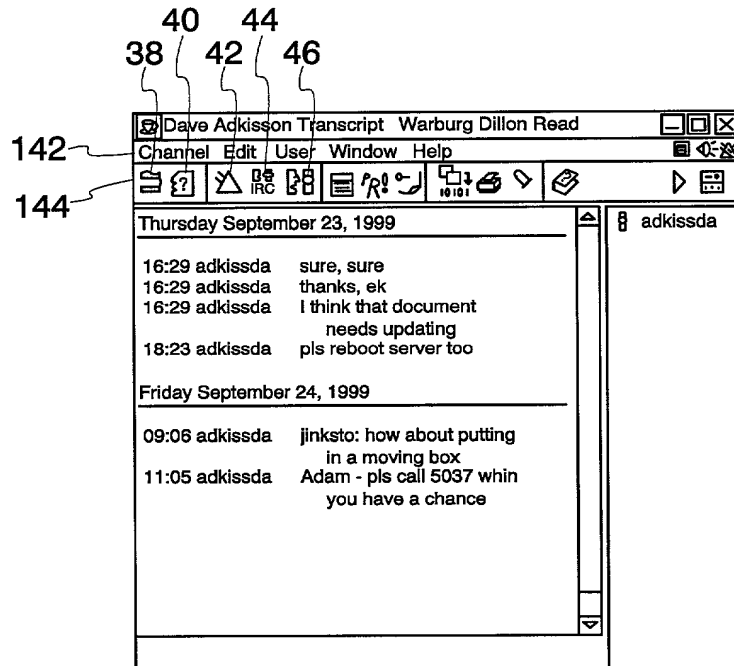 40 44
38 42 46
Dave Adkisson Transcript Warburg Dillon Read
142
Channel Edit User Window Help
144
? IRC PR! 10101
Thursday September 23, 1999
adkissda
16:29 adkissda sure, sure
16:29 adkissda thanks, ek
16:29 adkissda I think that document
needs updating
18:23 adkissda pls reboot server too
Friday September 24, 1999
09:06 adkissda jinksto: how about putting
in a moving box
11:05 adkissda Adam - pls call 5037 whin
you have a chance